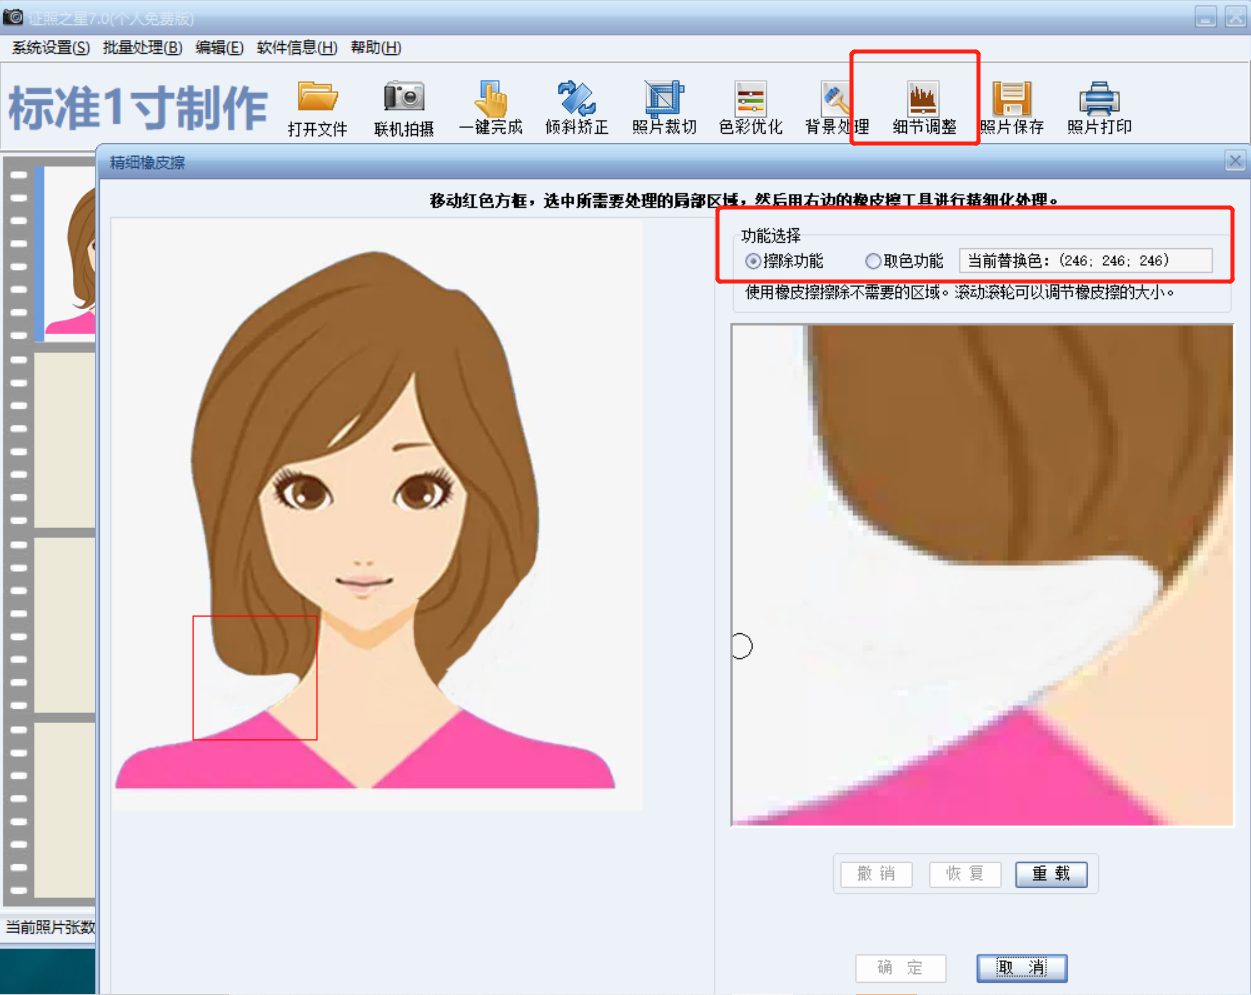 证照之星7.0(个人免费版)
系统设置(S) 批量处理(B) 编辑(E) 软件信息(H) 帮助(H)
标准1寸制作
打开文件 联机拍摄 一键完成 倾斜矫正 照片裁切 色彩优化 背景处理 细节调整 照片保存 照片打印
精细橡皮擦
移动红色方框，选中所需要处理的局部区域，然后用右边的橡皮擦工具进行精细化处理。
功能选择
擦除功能 取色功能 当前替换色：(246; 246; 246)
使用橡皮擦擦除不需要的区域。滚动滚轮可以调节橡皮擦的大小。
撤 销 恢 复 重 载
当前照片张数
确 定 取 消